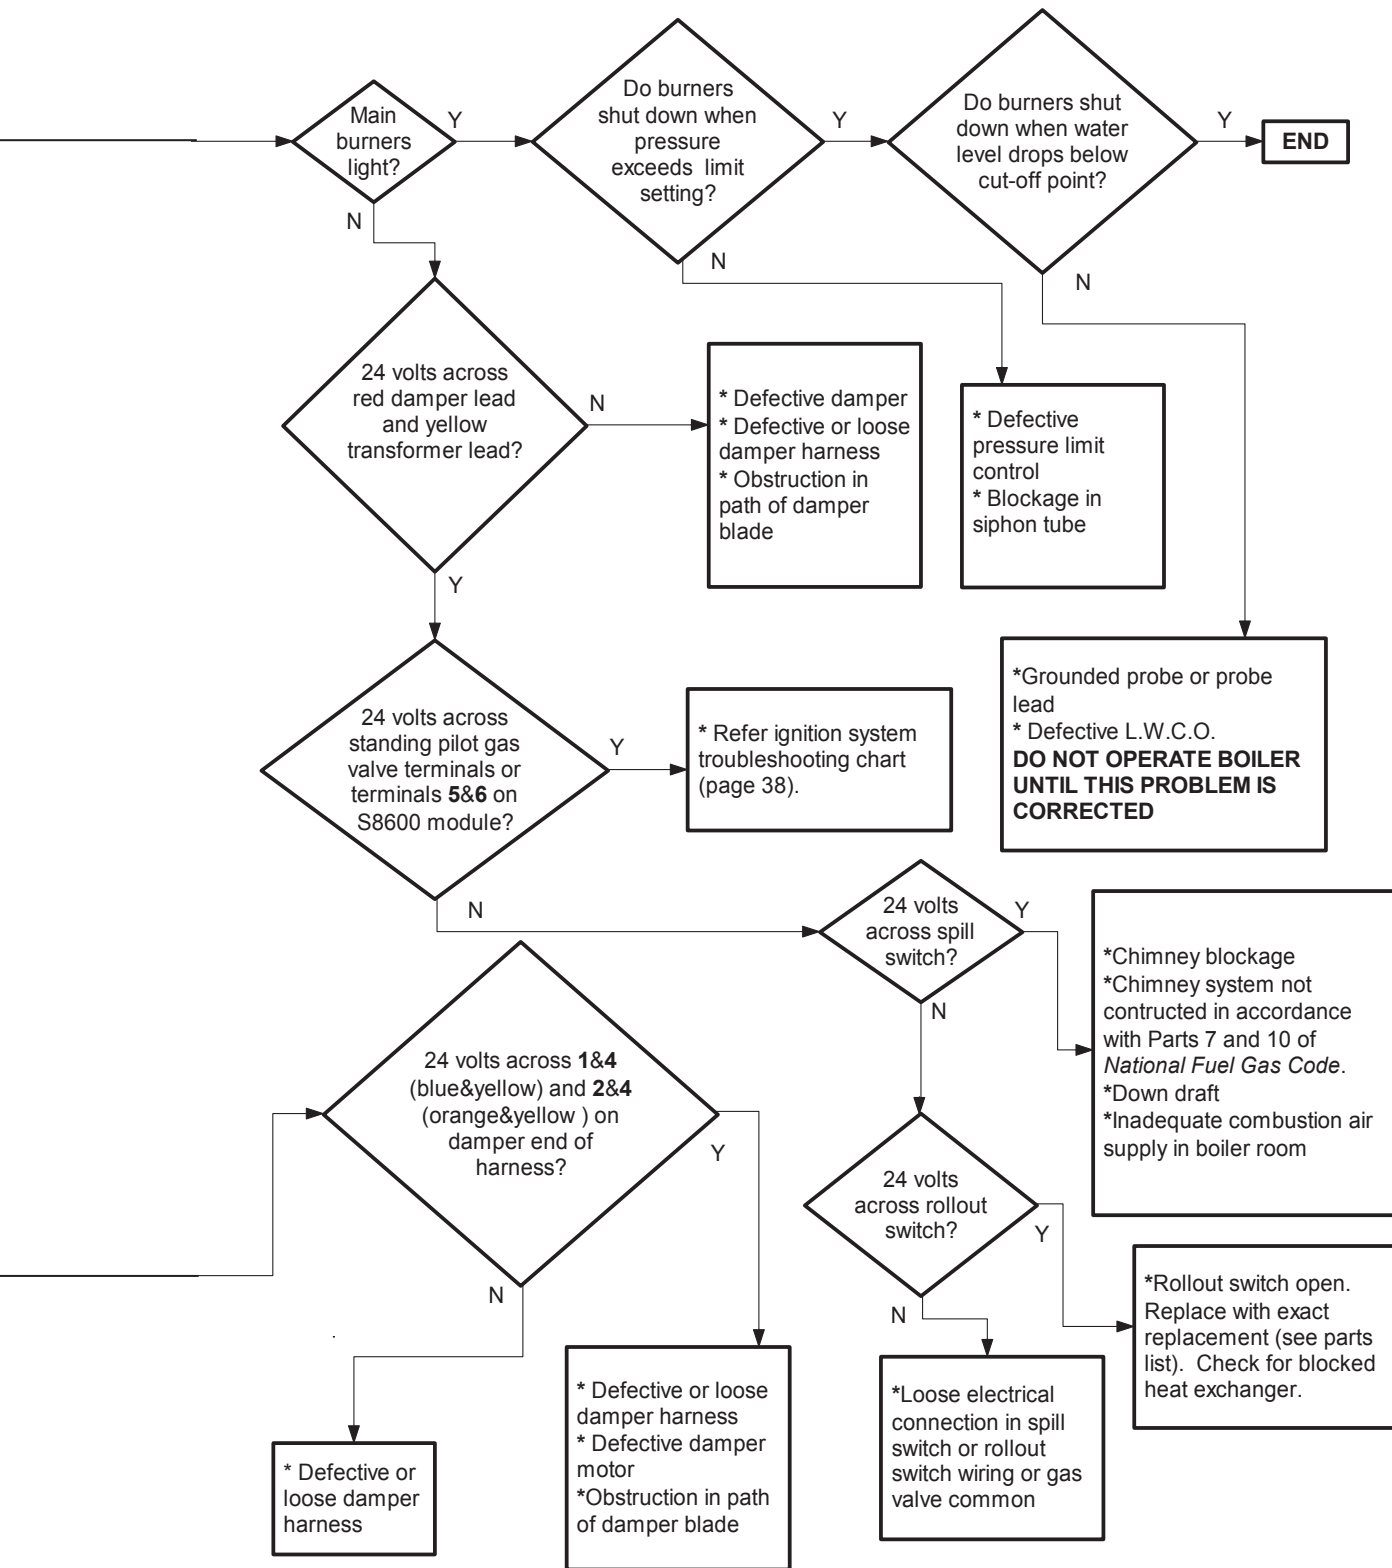 Main
burners
light?
Y
N
Do burners
shut down when
pressure
exceeds limit
setting?
Y
N
Do burners shut
down when water
level drops below
cut-off point?
Y
N
END
24 volts across
red damper lead
and yellow
transformer lead?
N
Y
* Defective damper
* Defective or loose
damper harness
* Obstruction in
path of damper
blade
* Defective
pressure limit
control
* Blockage in
siphon tube
*Grounded probe or probe
lead
* Defective L.W.C.O.
DO NOT OPERATE BOILER
UNTIL THIS PROBLEM IS
CORRECTED
24 volts across
standing pilot gas
valve terminals or
terminals 5&6 on
S8600 module?
Y
N
* Refer ignition system
troubleshooting chart
(page 38).
24 volts
across spill
switch?
Y
N
*Chimney blockage
*Chimney system not
contructed in accordance
with Parts 7 and 10 of
National Fuel Gas Code.
*Down draft
*Inadequate combustion air
supply in boiler room
24 volts across 1&4
(blue&yellow) and 2&4
(orange&yellow ) on
damper end of
harness?
Y
N
24 volts
across rollout
switch?
Y
N
*Rollout switch open.
Replace with exact
replacement (see parts
list). Check for blocked
heat exchanger.
* Defective or
loose damper
harness
* Defective or loose
damper harness
* Defective damper
motor
*Obstruction in path
of damper blade
*Loose electrical
connection in spill
switch or rollout
switch wiring or gas
valve common